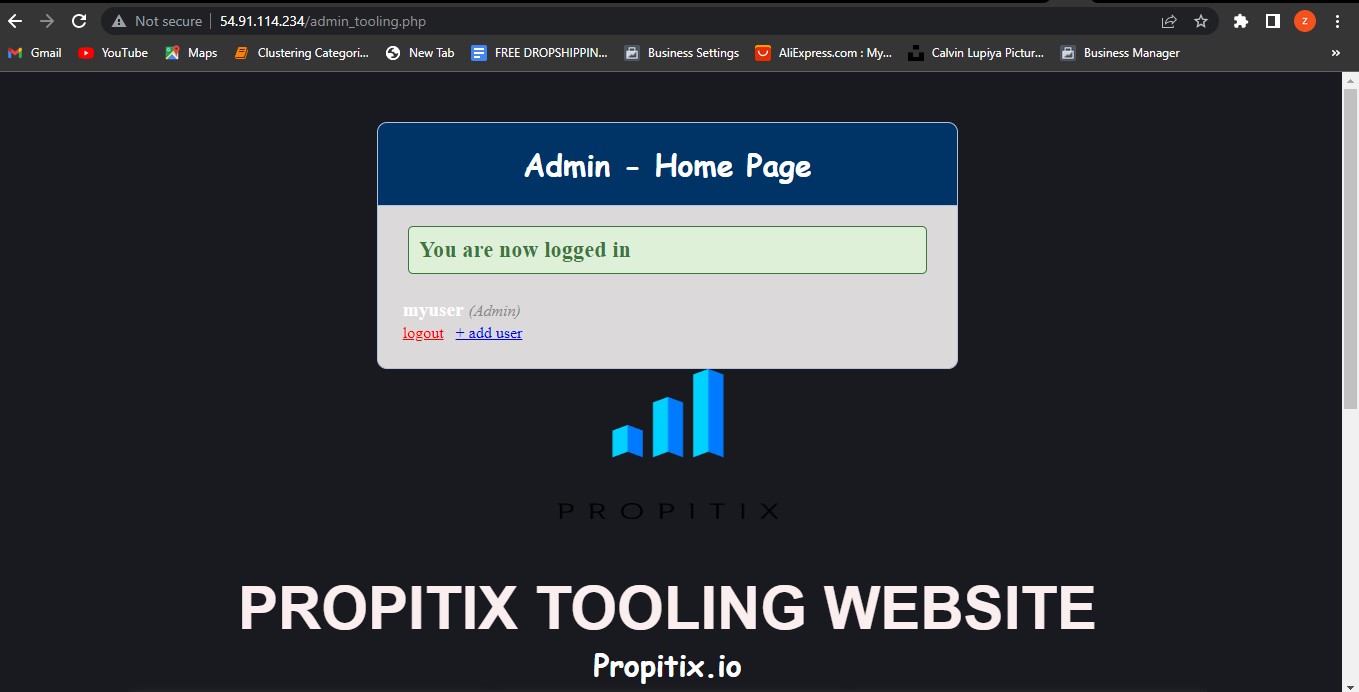 Not secure | 54.91.114.234/admin_tooling.php
z
Gmail YouTube Maps Clustering Categori... New Tab FREE DROPSHIPPIN... Business Settings AliExpress.com : My... Calvin Lupiya Pictur... Business Manager »
Admin - Home Page
You are now logged in
myuser (Admin)
logout + add user
PROPITIX
PROPITIX TOOLING WEBSITE
Propitix.io